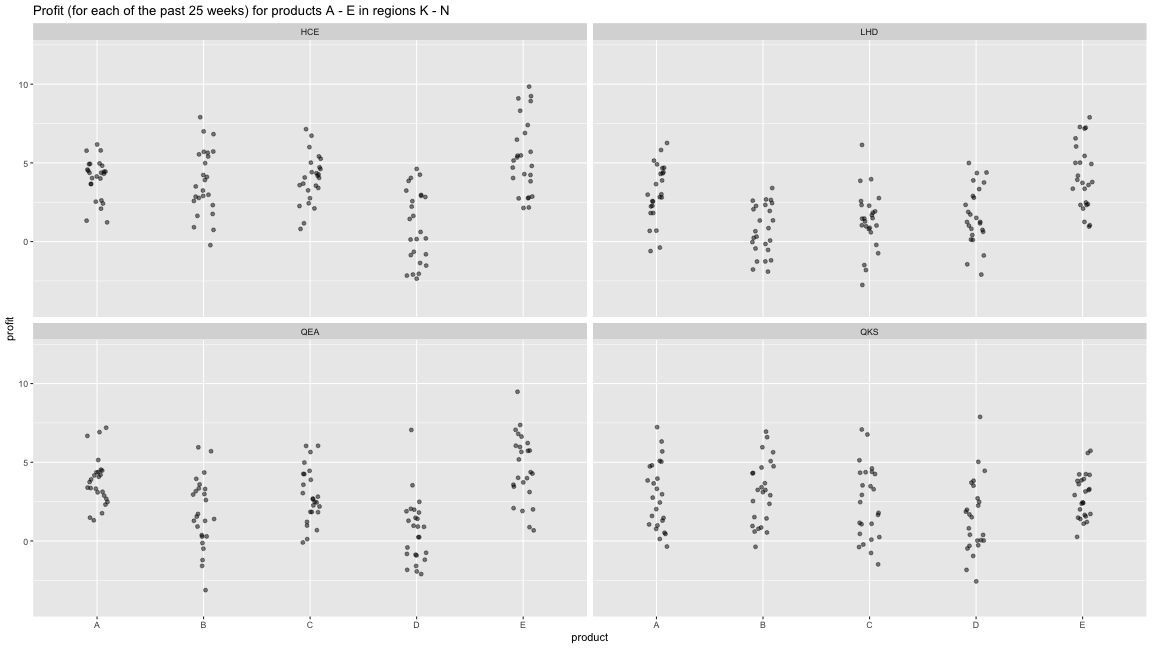 Profit (for each of the past 25 weeks) for products A - E in regions K - N
HCE
LHD
10
5
0
QEA
QKS
10
5
0
profit
A B C D E A B C D E
product